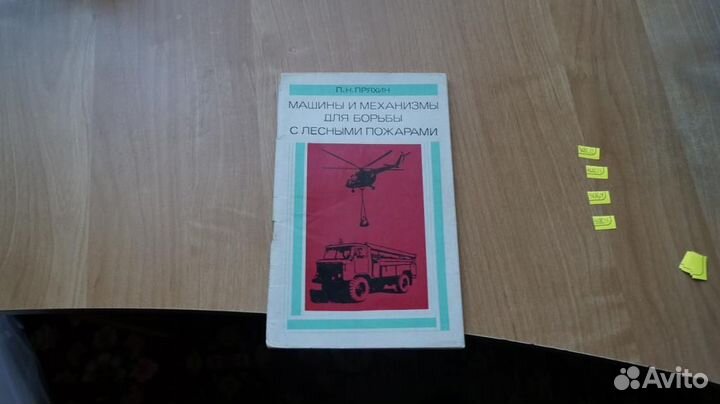 П.Н. ПРЯХИН
МАШИНЫ И МЕХАНИЗМЫ
ДЛЯ БОРЬБЫ
С ЛЕСНЫМИ ПОЖАРАМИ
Avito